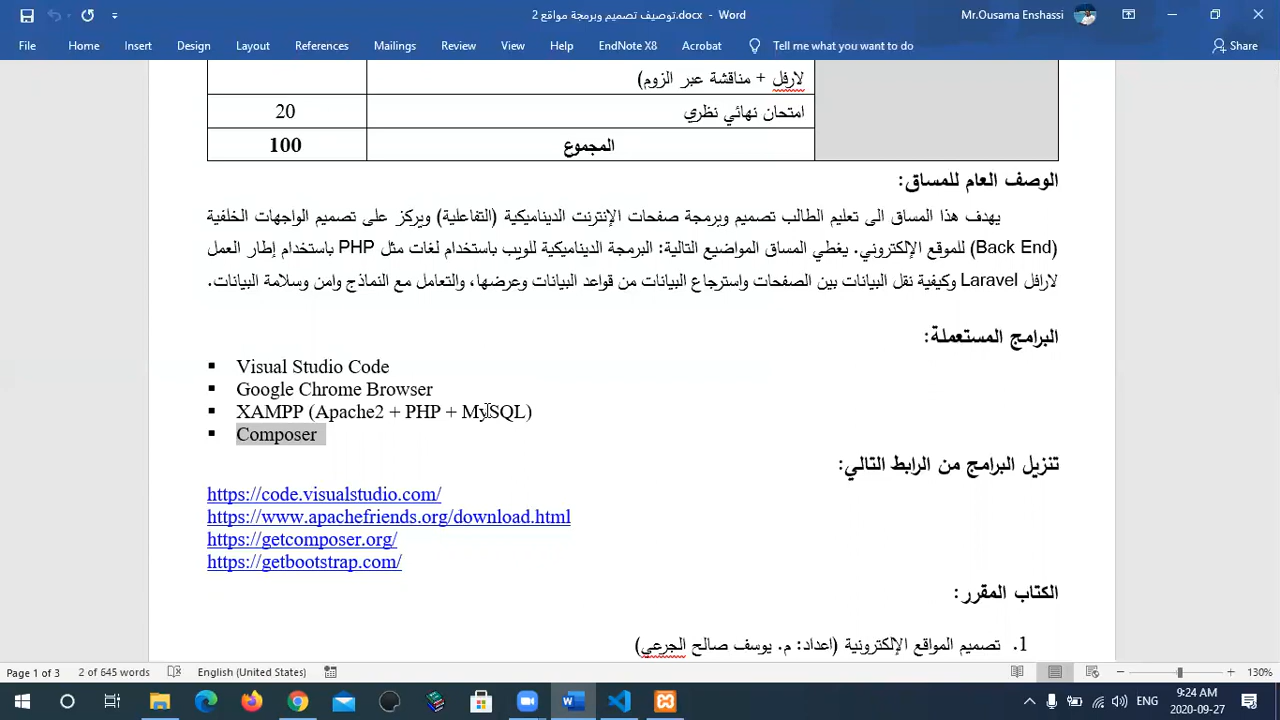 توصيف تصميم وبرمجة مواقع 2.docx - Word
Mr.Ousama Enshassi
File Home Insert Design Layout References Mailings Review View Help EndNote X8 Acrobat Tell me what you want to do Share
لارفل + مناقشة عبر الزوم)
امتحان نهائي نظري 20
المجموع 100
الوصف العام للمساق:
يهدف هذا المساق الى تعليم الطالب تصميم وبرمجة صفحات الإنترنت الديناميكية (التفاعلية) ويركز على تصميم الواجهات الخلفية
(Back End) للموقع الإلكتروني. يغطي المساق المواضيع التالية: البرمجة الديناميكية للويب باستخدام لغات مثل PHP باستخدام إطار العمل
لارافل Laravel وكيفية نقل البيانات بين الصفحات واسترجاع البيانات من قواعد البيانات وعرضها، والتعامل مع النماذج وامن وسلامة البيانات.
البرامج المستعملة:
▪ Visual Studio Code
▪ Google Chrome Browser
▪ XAMPP (Apache2 + PHP + MySQL)
▪ Composer
تنزيل البرامج من الرابط التالي:
https://code.visualstudio.com/
https://www.apachefriends.org/download.html
https://getcomposer.org/
https://getbootstrap.com/
الكتاب المقرر:
1. تصميم المواقع الإلكترونية (اعداد: م. يوسف صالح الجرعي)
Page 1 of 3 2 of 645 words English (United States) 130%
ENG 9:24 AM
2020-09-27